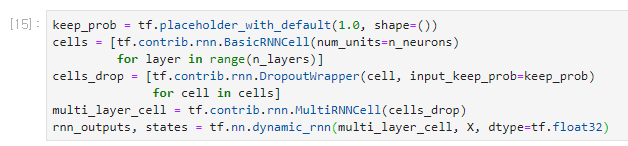 [15]: keep_prob = tf.placeholder_with_default(1.0, shape=())
cells = [tf.contrib.rnn.BasicRNNCell(num_units=n_neurons)
         for layer in range(n_layers)]
cells_drop = [tf.contrib.rnn.DropoutWrapper(cell, input_keep_prob=keep_prob)
              for cell in cells]
multi_layer_cell = tf.contrib.rnn.MultiRNNCell(cells_drop)
rnn_outputs, states = tf.nn.dynamic_rnn(multi_layer_cell, X, dtype=tf.float32)